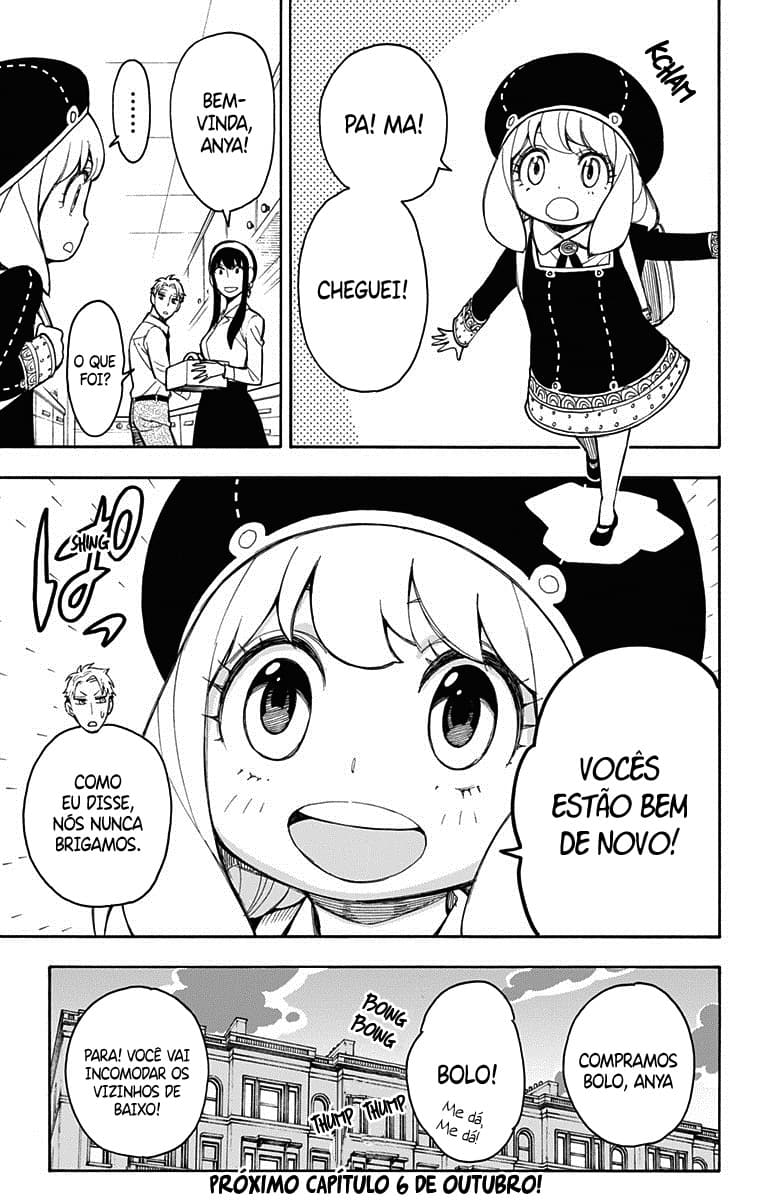 KCHAM
PA! MA!
CHEGUEI!
BEM-
VINDA,
ANYA!
......
O QUE
FOI?
VOCÊS
ESTÃO BEM
DE NOVO!
SHING
COMO
EU DISSE,
NÓS NUNCA
BRIGAMOS.
COMPRAMOS
BOLO, ANYA
BOLO!
Me dá,
Me dá!
BOING
BOING
THUMP THUMP
PARA! VOCÊ VAI
INCOMODAR OS
VIZINHOS DE
BAIXO!
PRÓXIMO CAPÍTULO 6 DE OUTUBRO!